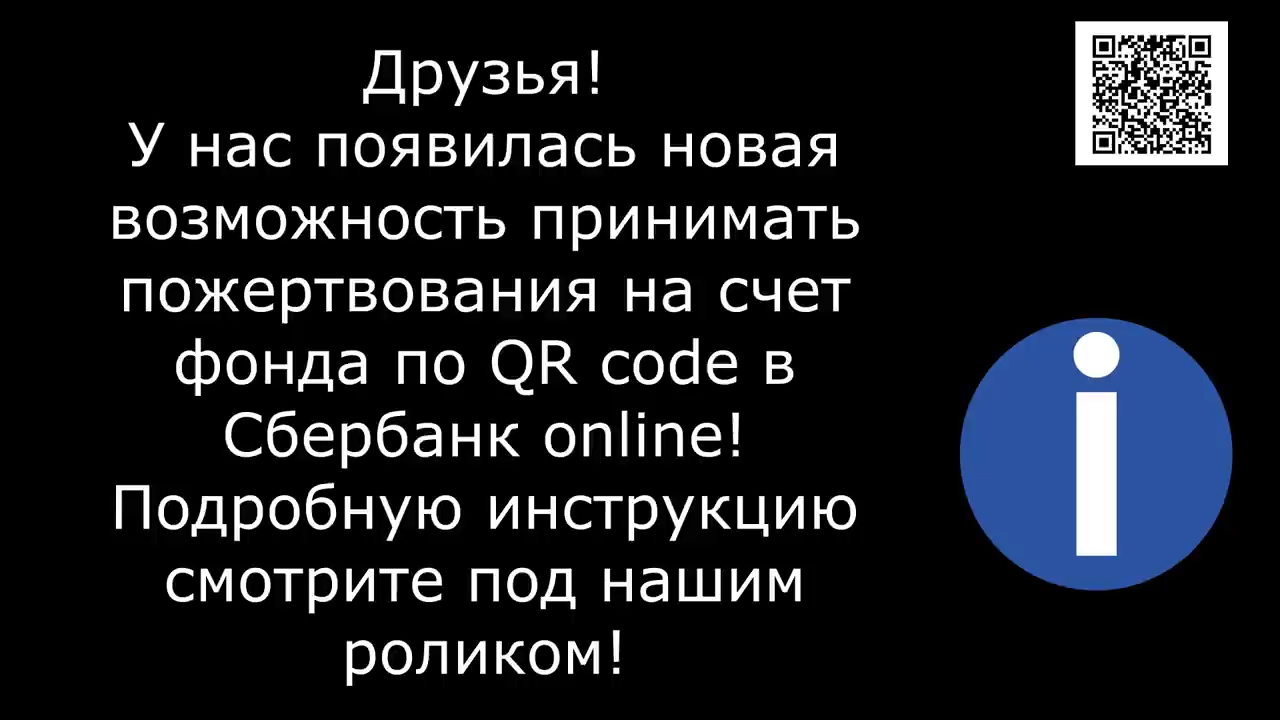 Друзья!
У нас появилась новая
возможность принимать
пожертвования на счет
фонда по QR code в
Сбербанк online!
Подробную инструкцию
смотрите под нашим
роликом!